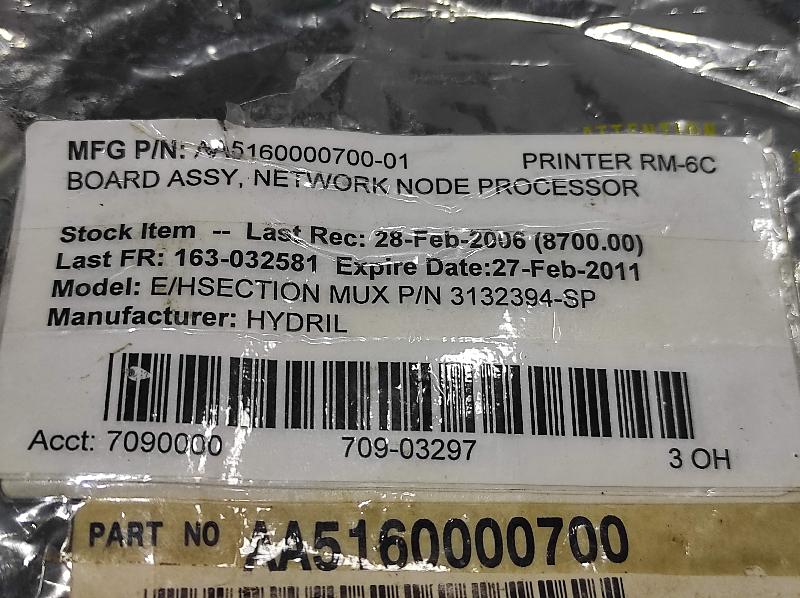 ATTENTION
MFG P/N: AA5160000700-01 PRINTER RM-6C
BOARD ASSY, NETWORK NODE PROCESSOR
Stock Item -- Last Rec: 28-Feb-2006 (8700.00)
Last FR: 163-032581 Expire Date:27-Feb-2011
Model: E/HSECTION MUX P/N 3132394-SP
Manufacturer: HYDRIL
Acct: 7090000 709-03297 3 OH
PART NO AA5160000700